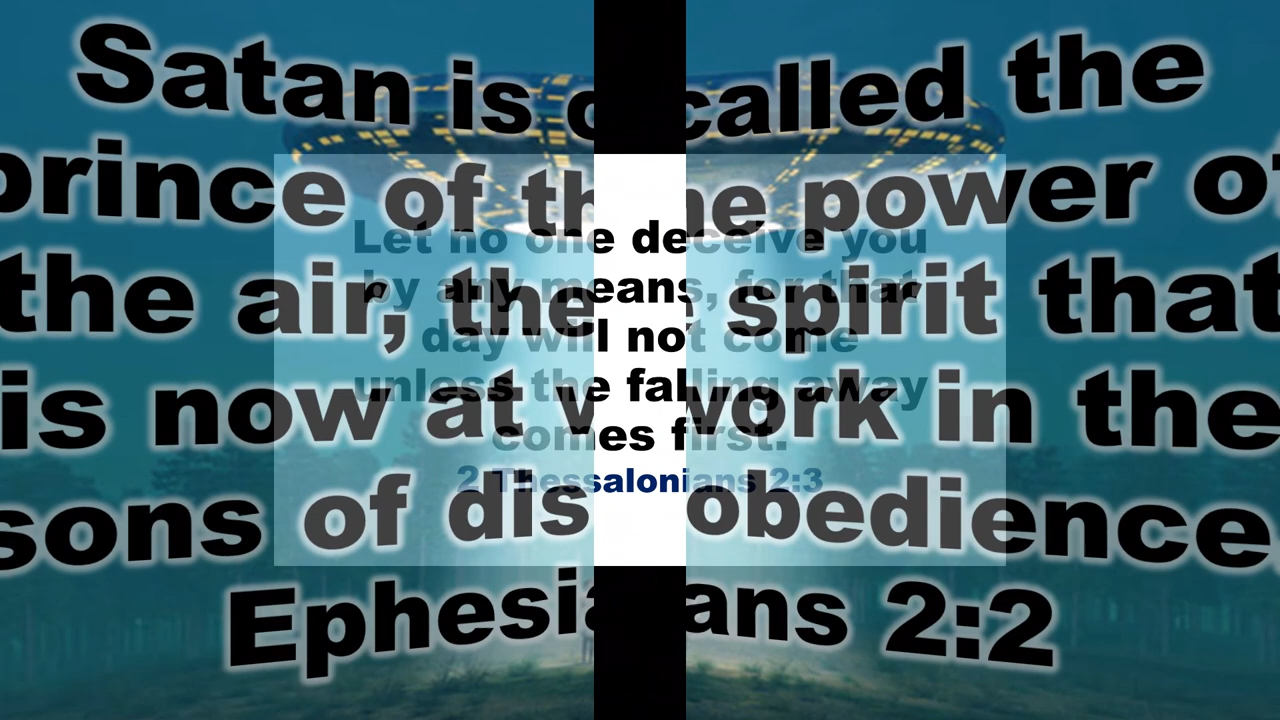 Satan is called the
prince of the power of
the air, the spirit that
is now at work in the
sons of disobedience,
Ephesians 2:2
Let no one deceive you
by any means, for that
day will not come
unless the falling away
comes first.
2 Thessalonians 2:3